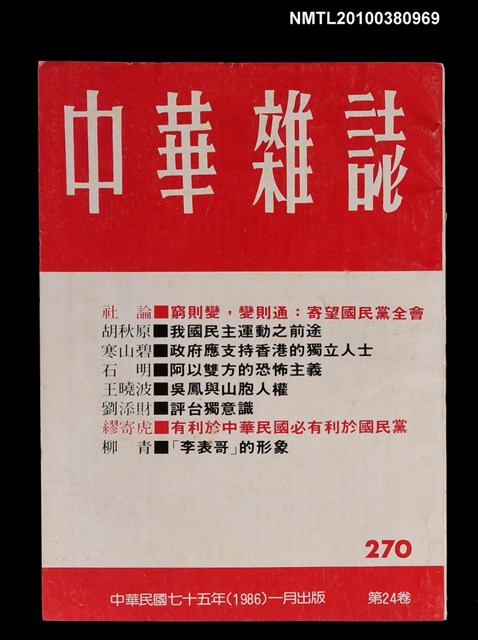 NMTL20100380969
中華雜誌
社論■窮則變，變則通：寄望國民黨全會
胡秋原■我國民主運動之前途
寒山碧■政府應支持香港的獨立人士
石明■阿以雙方的恐怖主義
王曉波■吳鳳與山胞人權
劉添財■評台獨意識
繆寄虎■有利於中華民國必有利於國民黨
柳青■「李表哥」的形象
270
中華民國七十五年(1986)一月出版 第24卷